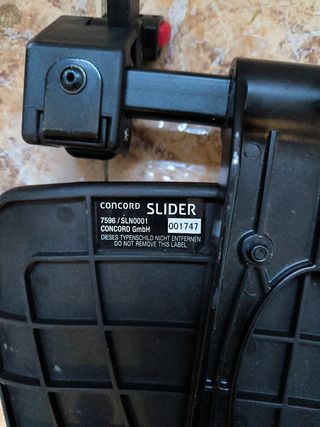 CONCORD SLIDER
7596 / SLN0001 001747
CONCORD GmbH
DIESES TYPENSCHILD NICHT ENTFERNEN
DO NOT REMOVE THIS LABEL